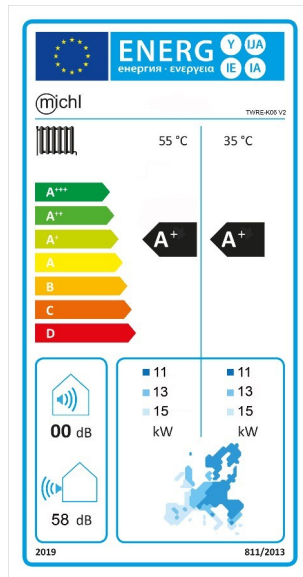 ENERG Y IJA
енергия · ενεργεια IE IA
michl
TWRE-K06 V2
55 °C 35 °C
A+++
A++
A+
A
B
C
D
A+ A+
11 11
13 13
15 15
kW kW
00 dB
58 dB
2019 811/2013